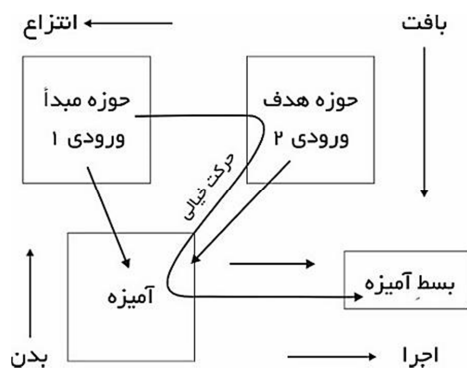 بافت
انتزاع
حوزه هدف
ورودی ۲
حوزه مبدأ
ورودی ۱
حرکت خیالی
آمیزه
بسطِ آمیزه
بدن
اجرا